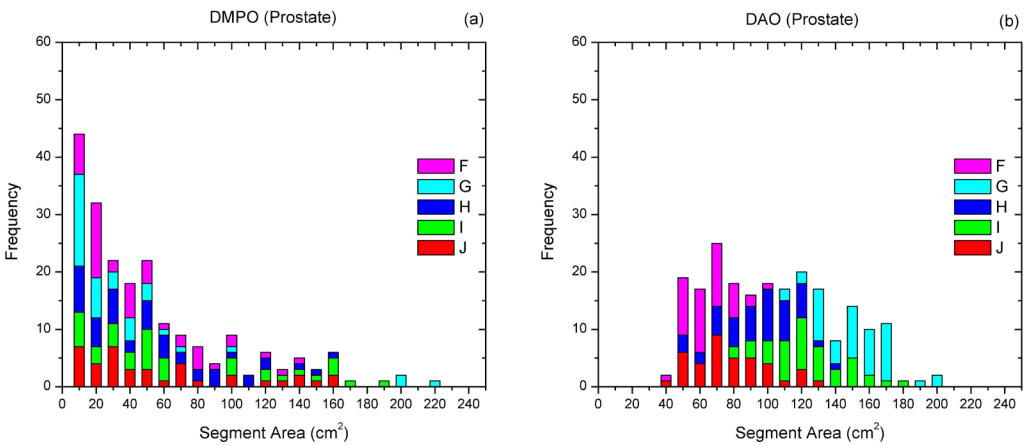 DMPO (Prostate) (a)
60
50
40
30
20
10
0
Frequency
F
G
H
I
J
0 20 40 60 80 100 120 140 160 180 200 220 240
Segment Area (cm²)
DAO (Prostate) (b)
60
50
40
30
20
10
0
Frequency
F
G
H
I
J
0 20 40 60 80 100 120 140 160 180 200 220 240
Segment Area (cm²)